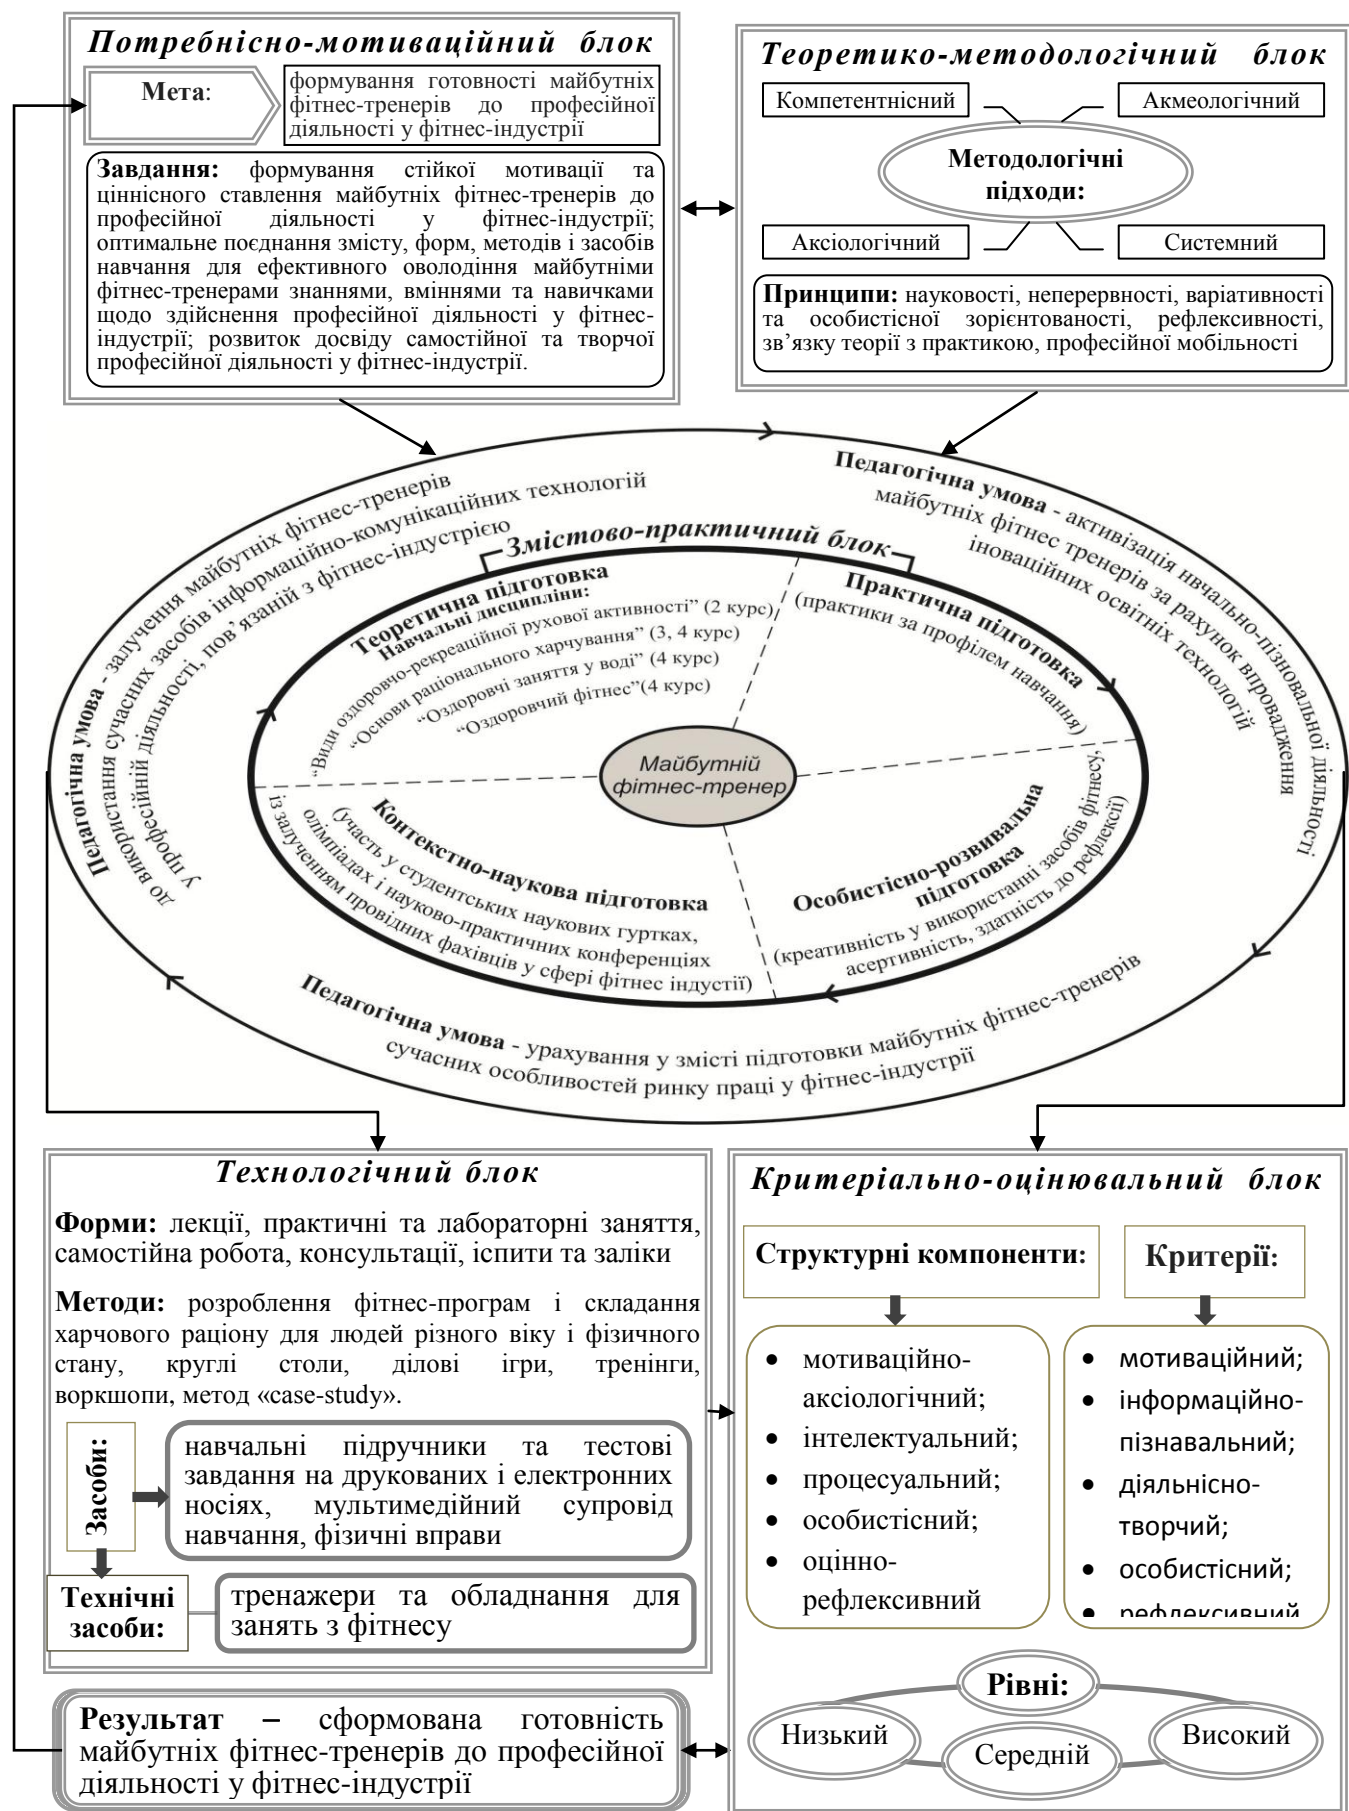 Потребнісно-мотиваційний блок
Мета:
формування готовності майбутніх
фітнес-тренерів до професійної
діяльності у фітнес-індустрії
Завдання: формування стійкої мотивації та
ціннісного ставлення майбутніх фітнес-тренерів до
професійної діяльності у фітнес-індустрії;
оптимальне поєднання змісту, форм, методів і засобів
навчання для ефективного оволодіння майбутніми
фітнес-тренерами знаннями, вміннями та навичками
щодо здійснення професійної діяльності у фітнес-
індустрії; розвиток досвіду самостійної та творчої
професійної діяльності у фітнес-індустрії.
Теоретико-методологічний блок
Компетентнісний
Акмеологічний
Методологічні
підходи:
Аксіологічний
Системний
Принципи: науковості, неперервності, варіативності
та особистісної зорієнтованості, рефлексивності,
зв’язку теорії з практикою, професійної мобільності
Педагогічна умова - залучення майбутніх фітнес-тренерів
до використання сучасних засобів інформаційно-комунікаційних технологій
у професійній діяльності, пов’язаній з фітнес-індустрією
Педагогічна умова - активізація нвчально-пізновальної діяльності
майбутніх фітнес тренерів за рахунок впровадження
іноваційних освітніх технологій
Змістово-практичний блок
Теоретична підготовка
Навчальні дисципліни:
“Види оздоровчо-рекреаційної рухової активності” (2 курс)
“Основи раціонального харчування” (3, 4 курс)
“Оздоровчі заняття у воді” (4 курс)
“Оздоровчий фітнес”(4 курс)
Практична підготовка
(практики за профілем навчання)
Майбутній
фітнес-тренер
Контекстно-наукова підготовка
(участь у студентських наукових гуртках,
олімпіадах і науково-практичних конференціях
із залученням провідних фахівців у сфері фітнес індустії)
Особистісно-розвивальна
підготовка
(креативність у використанні засобів фітнесу,
асертивність, здатність до рефлексії)
Педагогічна умова - урахування у змісті підготовки майбутніх фітнес-тренерів
сучасних особливостей ринку праці у фітнес-індустрії
Технологічний блок
Форми: лекції, практичні та лабораторні заняття,
самостійна робота, консультації, іспити та заліки
Методи: розроблення фітнес-програм і складання
харчового раціону для людей різного віку і фізичного
стану, круглі столи, ділові ігри, тренінги,
воркшопи, метод «case-study».
Засоби:
навчальні підручники та тестові
завдання на друкованих і електронних
носіях, мультимедійний супровід
навчання, фізичні вправи
Технічні
засоби:
тренажери та обладнання для
занять з фітнесу
Критеріально-оцінювальний блок
Структурні компоненти:
• мотиваційно-
аксіологічний;
• інтелектуальний;
• процесуальний;
• особистісний;
• оцінно-
рефлексивний
Критерії:
• мотиваційний;
• інформаційно-
пізнавальний;
• діяльнісно-
творчий;
• особистісний;
• рефлексивний
Рівні:
Низький
Середній
Високий
Результат – сформована готовність
майбутніх фітнес-тренерів до професійної
діяльності у фітнес-індустрії